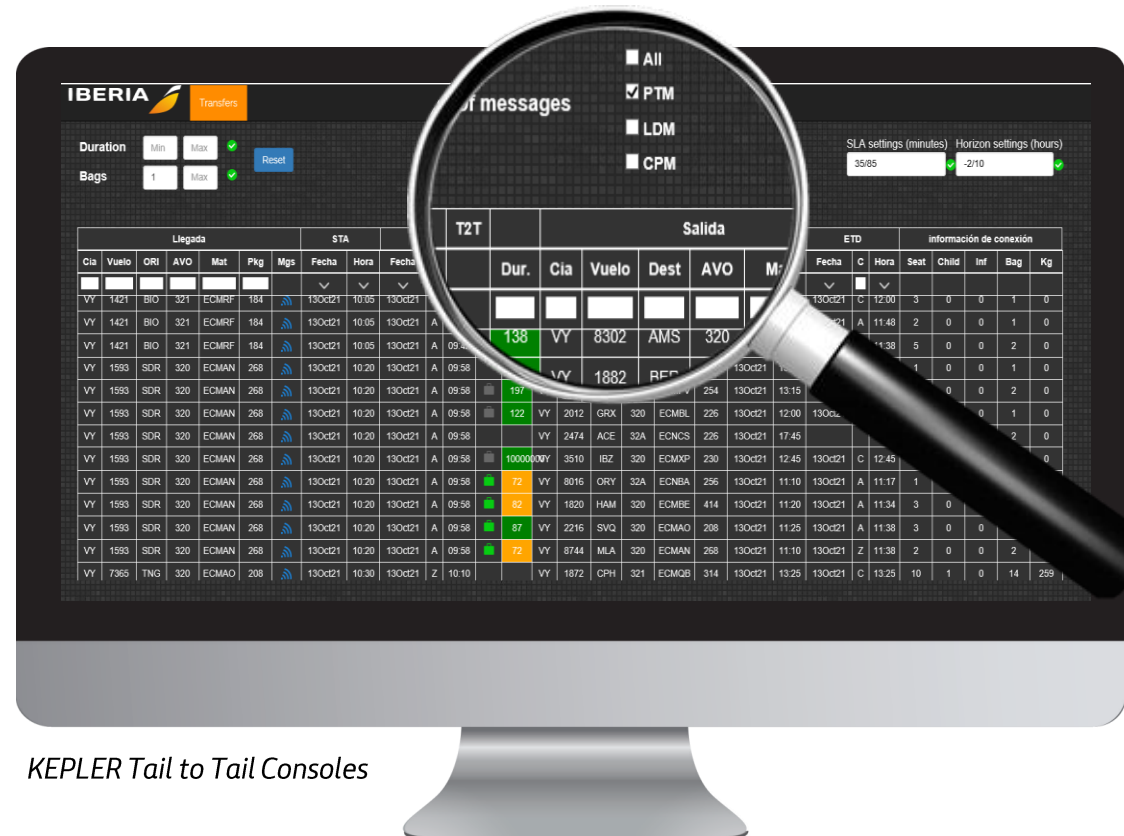 All
IBERIA Transfers
of messages PTM
LDM
Duration Min Max Reset SLA settings (minutes) Horizon settings (hours)
CPM
35/85 -2/10
Bags 1 Max
Llegada STA T2T Salida ETD información de conexión
Cia Vuelo ORI AVO Mat Pkg Mgs Fecha Hora Fecha Dur. Cia Vuelo Dest AVO Fecha C Hora Seat Child Inf Bag Kg
VY 1421 BIO 321 ECMRF 184 13Oct21 10:05 13Oct21 13Oct21 C 12:00 3 0 0 1 0
VY 1421 BIO 321 ECMRF 184 13Oct21 10:05 13Oct21 A 138 VY 8302 AMS 320 A 11:48 2 0 0 1 0
VY 1421 BIO 321 ECMRF 184 13Oct21 10:05 13Oct21 A VY 1882 11:38 5 0 0 2 0
VY 1593 SDR 320 ECMAN 268 13Oct21 10:20 13Oct21 A 09:58 13Oct21 1 0 0 1 0
VY 1593 SDR 320 ECMAN 268 13Oct21 10:20 13Oct21 A 09:58 197 254 13Oct21 13:15 0 0 2 0
VY 1593 SDR 320 ECMAN 268 13Oct21 10:20 13Oct21 A 09:58 122 VY 2012 GRX 320 ECMBL 226 13Oct21 12:00 1 0
VY 1593 SDR 320 ECMAN 268 13Oct21 10:20 13Oct21 A 09:58 VY 2474 ACE 32A ECNCS 226 13Oct21 17:45 2 0
VY 1593 SDR 320 ECMAN 268 13Oct21 10:20 13Oct21 A 09:58 VY 3510 IBZ 320 ECMXP 230 13Oct21 12:45 13Oct21 C 12:45 0
VY 1593 SDR 320 ECMAN 268 13Oct21 10:20 13Oct21 A 09:58 72 VY 8016 ORY 32A ECNBA 256 13Oct21 11:10 13Oct21 A 11:17 1
VY 1593 SDR 320 ECMAN 268 13Oct21 10:20 13Oct21 A 09:58 82 VY 1820 HAM 320 ECMBE 414 13Oct21 11:20 13Oct21 A 11:34 3 0
VY 1593 SDR 320 ECMAN 268 13Oct21 10:20 13Oct21 A 09:58 87 VY 2216 SVQ 320 ECMAO 208 13Oct21 11:25 13Oct21 A 11:38 3 0 0
VY 1593 SDR 320 ECMAN 268 13Oct21 10:20 13Oct21 A 09:58 72 VY 8744 MLA 320 ECMAN 268 13Oct21 11:10 13Oct21 Z 11:38 2 0 0 2
VY 7365 TNG 320 ECMAO 208 13Oct21 10:30 13Oct21 Z 10:10 VY 1872 CPH 321 ECMQB 314 13Oct21 13:25 13Oct21 C 13:25 10 1 0 14 259
KEPLER Tail to Tail Consoles